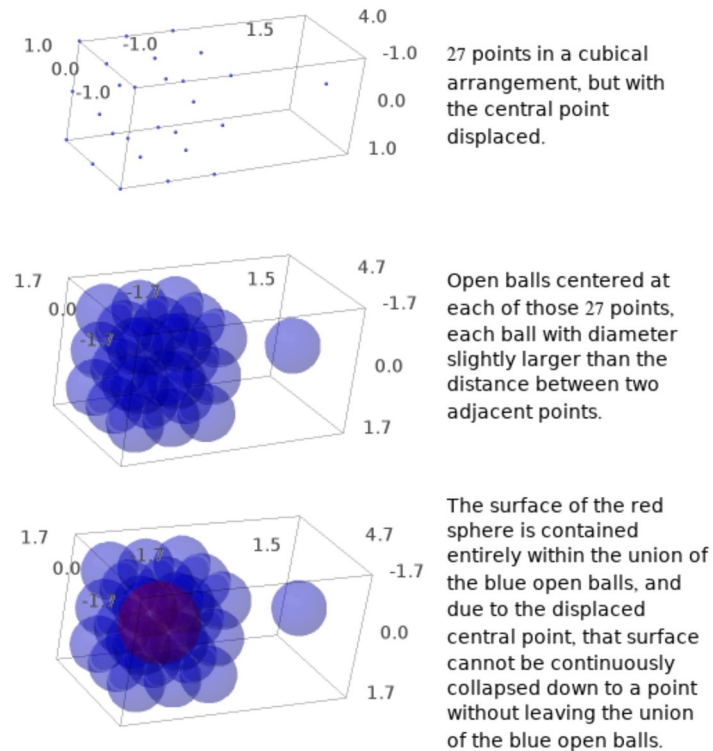 1.0
0.0
-1.0
-1.0
1.5
4.0
-1.0
0.0
1.0
27 points in a cubical
arrangement, but with
the central point
displaced.
1.7
0.0
-1.7
-1.7
1.5
4.7
-1.7
0.0
1.7
Open balls centered at
each of those 27 points,
each ball with diameter
slightly larger than the
distance between two
adjacent points.
1.7
0.0
-1.7
-1.7
1.5
4.7
-1.7
0.0
1.7
The surface of the red
sphere is contained
entirely within the union of
the blue open balls, and
due to the displaced
central point, that surface
cannot be continuously
collapsed down to a point
without leaving the union
of the blue open balls.